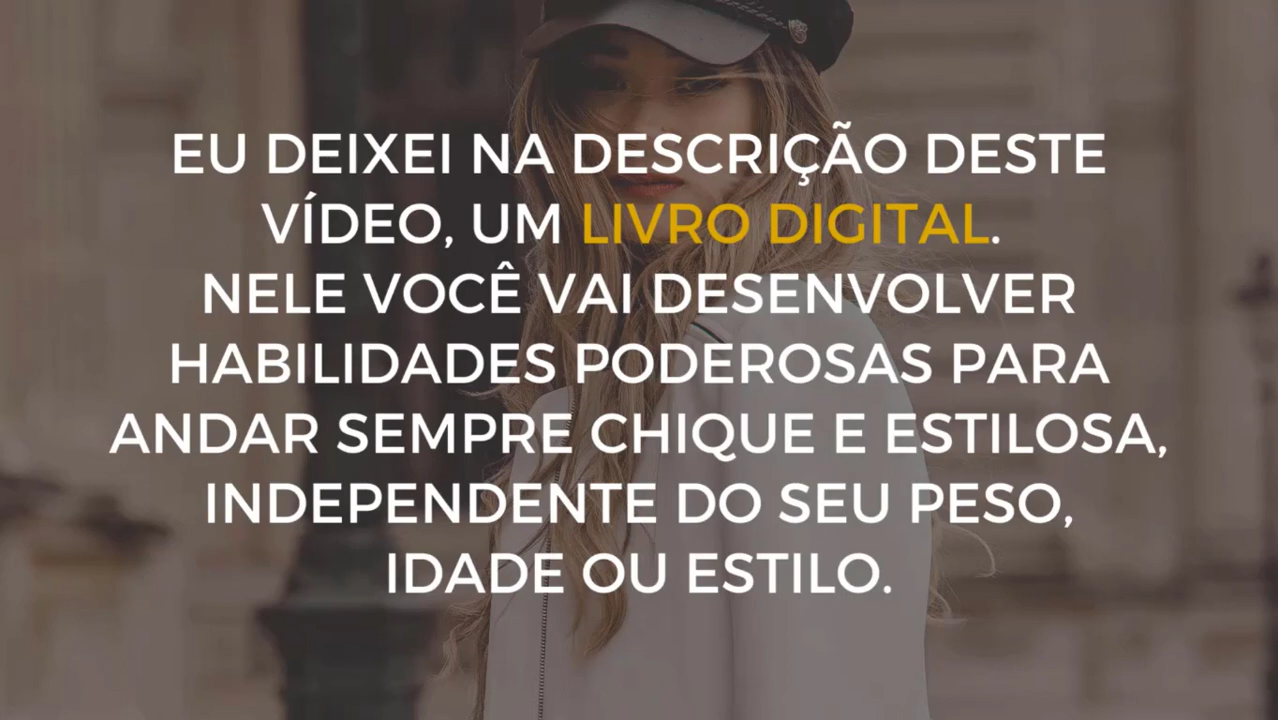 EU DEIXEI NA DESCRIÇÃO DESTE
VÍDEO, UM LIVRO DIGITAL.
NELE VOCÊ VAI DESENVOLVER
HABILIDADES PODEROSAS PARA
ANDAR SEMPRE CHIQUE E ESTILOSA,
INDEPENDENTE DO SEU PESO,
IDADE OU ESTILO.